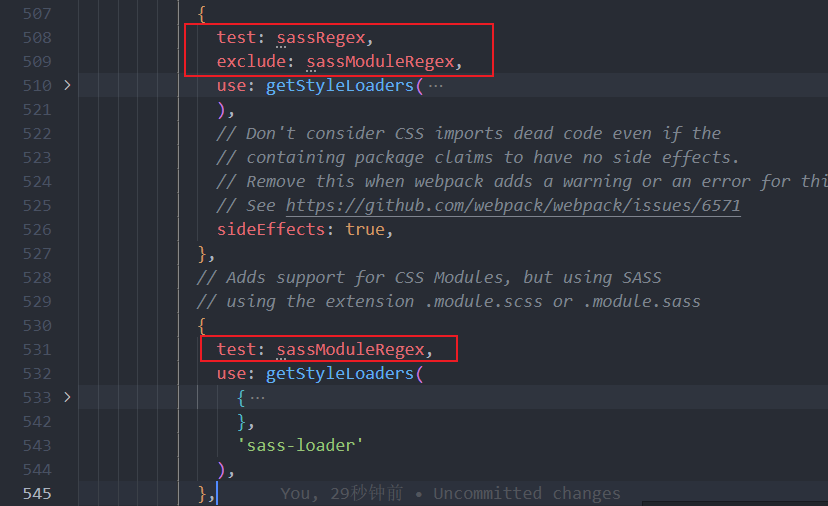 507 {
508 test: sassRegex,
509 exclude: sassModuleRegex,
510 use: getStyleLoaders( ···
521 ),
522 // Don't consider CSS imports dead code even if the
523 // containing package claims to have no side effects.
524 // Remove this when webpack adds a warning or an error for thi
525 // See https://github.com/webpack/webpack/issues/6571
526 sideEffects: true,
527 },
528 // Adds support for CSS Modules, but using SASS
529 // using the extension .module.scss or .module.sass
530 {
531 test: sassModuleRegex,
532 use: getStyleLoaders(
533 { ···
542 },
543 'sass-loader'
544 ),
545 }, You, 29秒钟前 • Uncommitted changes